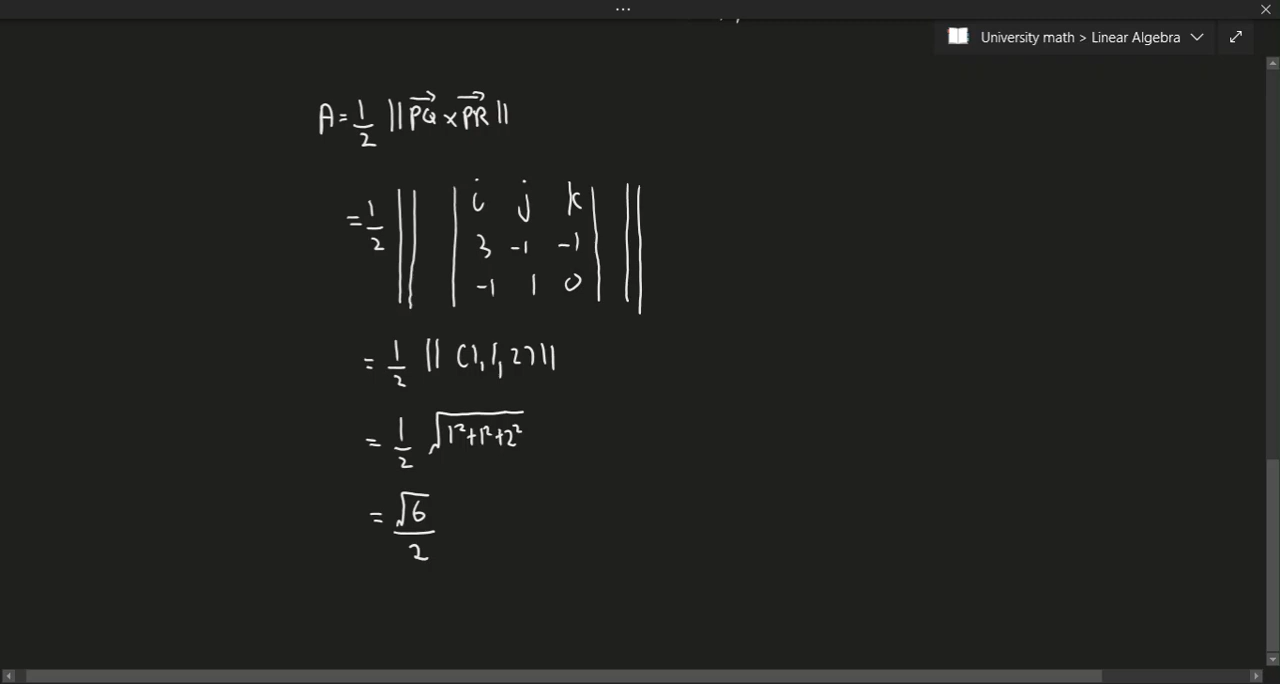 ...
University math > Linear Algebra
A = 1/2 ||PQ⃗ × PR⃗||
= 1/2 || | i j k
3 -1 -1
-1 1 0 | ||
= 1/2 ||(1,1,2)||
= 1/2 √(1²+1²+2²)
= √6/2